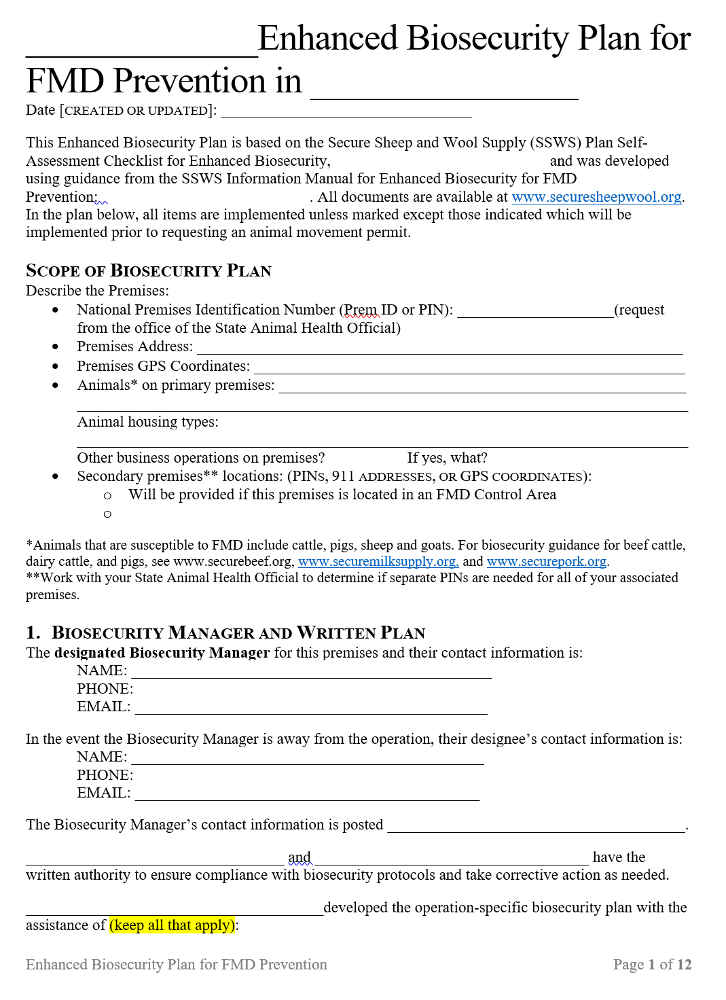 ______________Enhanced Biosecurity Plan for
FMD Prevention in ________________
Date [CREATED OR UPDATED]: ______________________
This Enhanced Biosecurity Plan is based on the Secure Sheep and Wool Supply (SSWS) Plan Self-
Assessment Checklist for Enhanced Biosecurity, and was developed
using guidance from the SSWS Information Manual for Enhanced Biosecurity for FMD
Prevention; . All documents are available at www.securesheepwool.org.
In the plan below, all items are implemented unless marked except those indicated which will be
implemented prior to requesting an animal movement permit.
SCOPE OF BIOSECURITY PLAN
Describe the Premises:
• National Premises Identification Number (Prem ID or PIN): ____________________(request
from the office of the State Animal Health Official)
• Premises Address: ____________________
• Premises GPS Coordinates: ____________________
• Animals* on primary premises: ____________________
____________________
Animal housing types:
____________________
Other business operations on premises? If yes, what?
• Secondary premises** locations: (PINS, 911 ADDRESSES, OR GPS COORDINATES):
o Will be provided if this premises is located in an FMD Control Area
o
*Animals that are susceptible to FMD include cattle, pigs, sheep and goats. For biosecurity guidance for beef cattle,
dairy cattle, and pigs, see www.securebeef.org, www.securemilksupply.org, and www.securepork.org.
**Work with your State Animal Health Official to determine if separate PINs are needed for all of your associated
premises.
1. BIOSECURITY MANAGER AND WRITTEN PLAN
The designated Biosecurity Manager for this premises and their contact information is:
NAME: ____________________
PHONE:
EMAIL: ____________________
In the event the Biosecurity Manager is away from the operation, their designee’s contact information is:
NAME: ____________________
PHONE:
EMAIL: ____________________
The Biosecurity Manager’s contact information is posted ____________________.
____________________ and ____________________ have the
written authority to ensure compliance with biosecurity protocols and take corrective action as needed.
____________________developed the operation-specific biosecurity plan with the
assistance of (keep all that apply):
Enhanced Biosecurity Plan for FMD Prevention Page 1 of 12